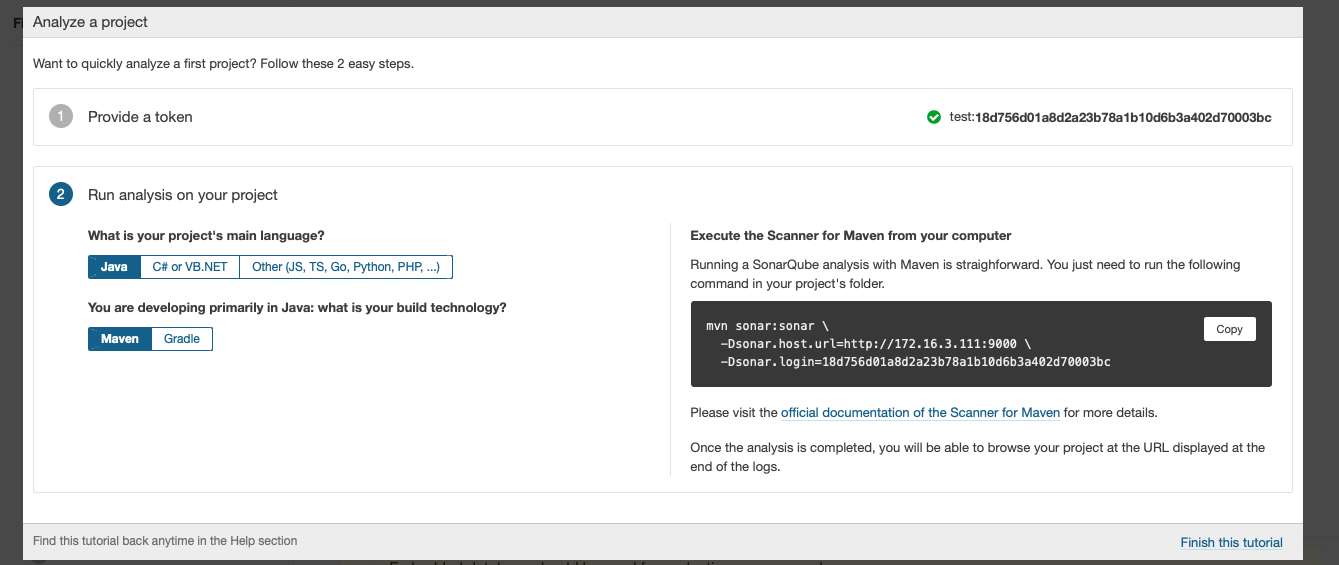 Analyze a project
Want to quickly analyze a first project? Follow these 2 easy steps.
1 Provide a token
test:18d756d01a8d2a23b78a1b10d6b3a402d70003bc
2 Run analysis on your project
What is your project's main language?
Java C# or VB.NET Other (JS, TS, Go, Python, PHP, ...)
You are developing primarily in Java: what is your build technology?
Maven Gradle
Execute the Scanner for Maven from your computer
Running a SonarQube analysis with Maven is straighforward. You just need to run the following
command in your project's folder.
mvn sonar:sonar \
-Dsonar.host.url=http://172.16.3.111:9000 \
-Dsonar.login=18d756d01a8d2a23b78a1b10d6b3a402d70003bc
Copy
Please visit the official documentation of the Scanner for Maven for more details.
Once the analysis is completed, you will be able to browse your project at the URL displayed at the
end of the logs.
Find this tutorial back anytime in the Help section
Finish this tutorial